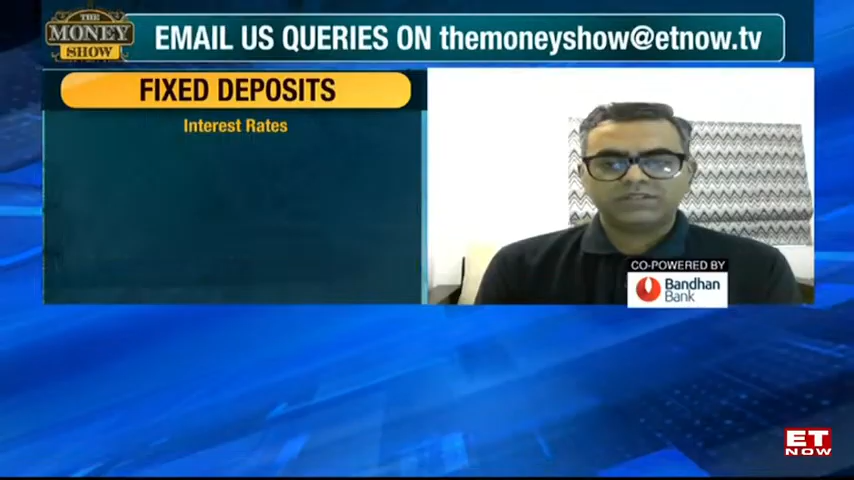 THE
MONEY
SHOW
EMAIL US QUERIES ON themoneyshow@etnow.tv
FIXED DEPOSITS
Interest Rates
CO-POWERED BY
Bandhan
Bank
ET
NOW